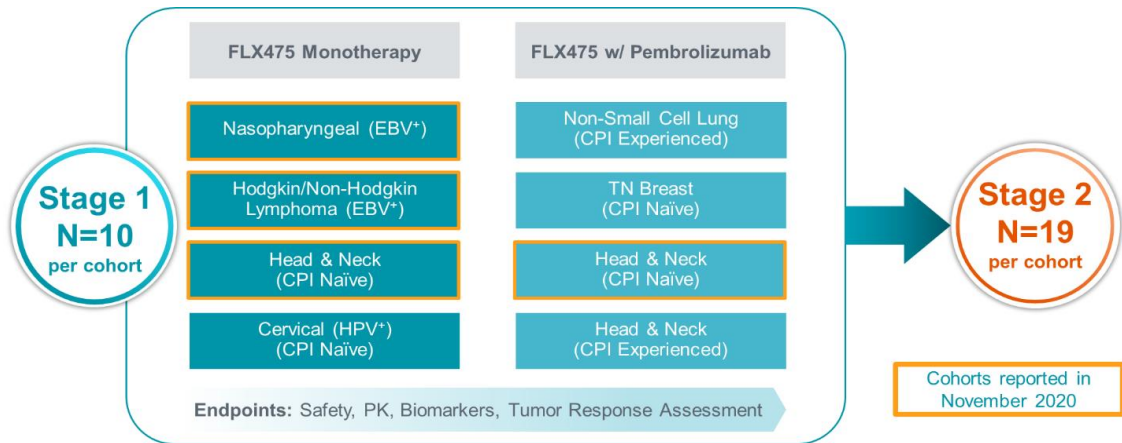 FLX475 Monotherapy
FLX475 w/ Pembrolizumab
Stage 1
N=10
per cohort
Nasopharyngeal (EBV⁺)
Hodgkin/Non-Hodgkin
Lymphoma (EBV⁺)
Head & Neck
(CPI Naïve)
Cervical (HPV⁺)
(CPI Naïve)
Non-Small Cell Lung
(CPI Experienced)
TN Breast
(CPI Naïve)
Head & Neck
(CPI Naïve)
Head & Neck
(CPI Experienced)
Endpoints: Safety, PK, Biomarkers, Tumor Response Assessment
Stage 2
N=19
per cohort
Cohorts reported in
November 2020